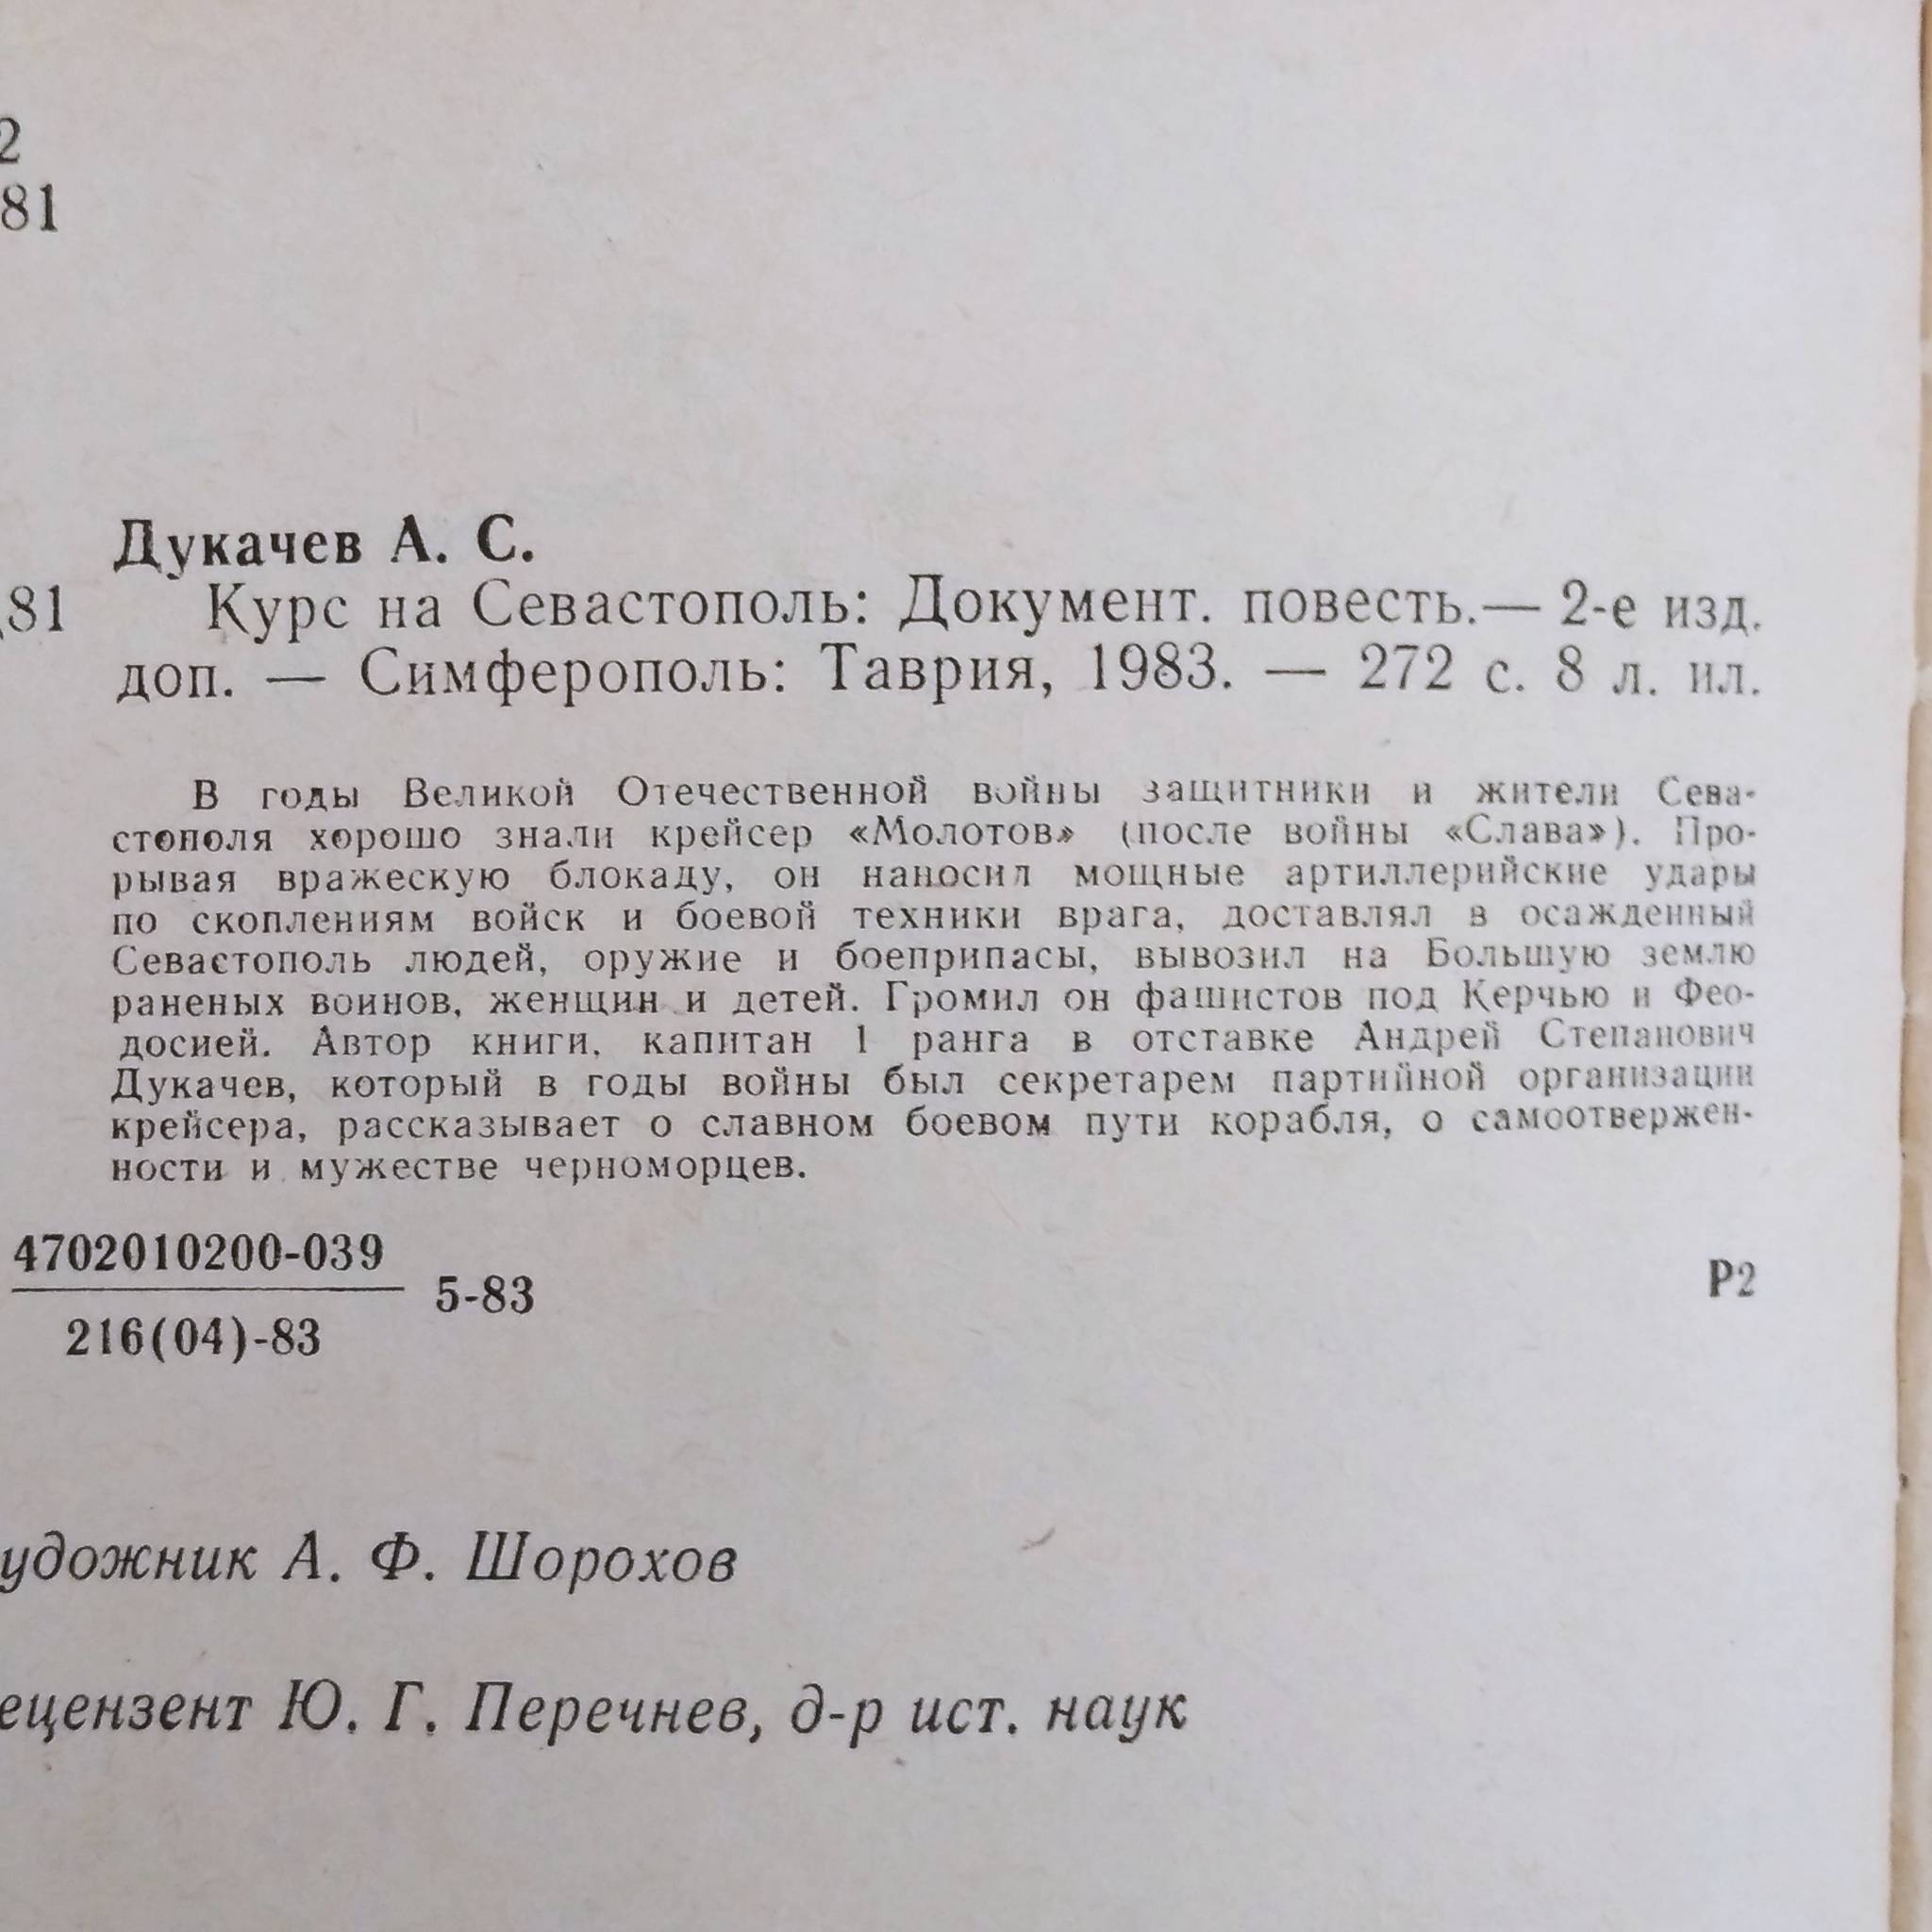 2
81
Дукачев А. С.
81 Курс на Севастополь: Документ. повесть.— 2-е изд.
доп. — Симферополь: Таврия, 1983. — 272 с. 8 л. ил.
В годы Великой Отечественной войны защитники и жители Сева-
стополя хорошо знали крейсер «Молотов» (после войны «Слава»). Про-
рывая вражескую блокаду, он наносил мощные артиллерийские удары
по скоплениям войск и боевой техники врага, доставлял в осажденный
Севастополь людей, оружие и боеприпасы, вывозил на Большую землю
раненых воинов, женщин и детей. Громил он фашистов под Керчью и Фео-
досией. Автор книги, капитан 1 ранга в отставке Андрей Степанович
Дукачев, который в годы войны был секретарем партийной организации
крейсера, рассказывает о славном боевом пути корабля, о самоотвержен-
ности и мужестве черноморцев.
4702010200-039
216(04)-83 5-83 Р2
удожник А. Ф. Шорохов
ецензент Ю. Г. Перечнев, д-р ист. наук